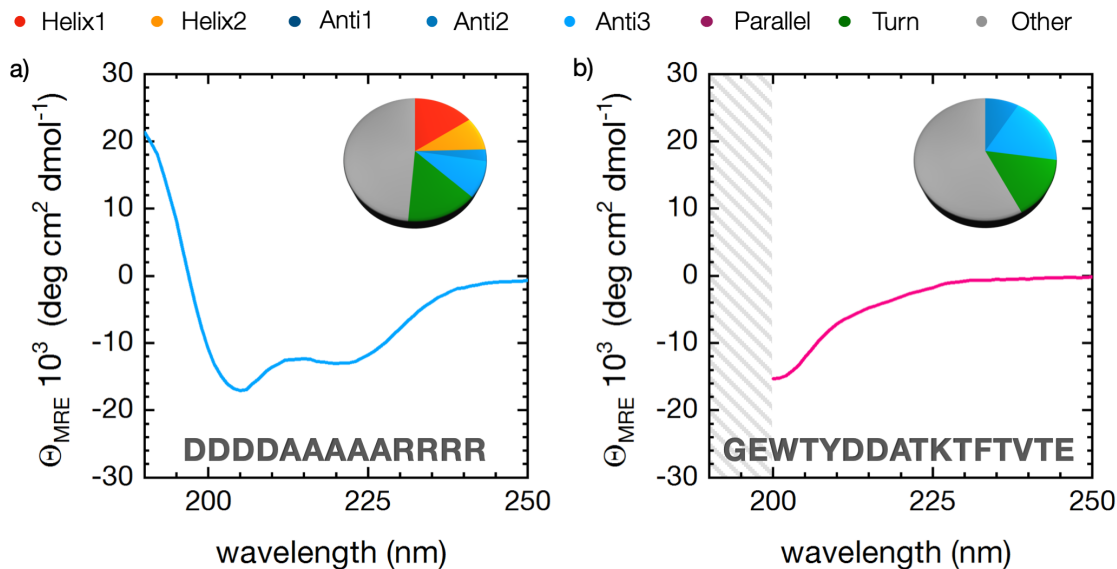 Helix1 Helix2 Anti1 Anti2 Anti3 Parallel Turn Other
a)
30
20
10
0
-10
-20
-30
ΘMRE 10³ (deg cm² dmol⁻¹)
DDDDAAAAARRRR
200 225 250
wavelength (nm)
b)
30
20
10
0
-10
-20
-30
ΘMRE 10³ (deg cm² dmol⁻¹)
GEWTYDDATKTFTVTE
200 225 250
wavelength (nm)